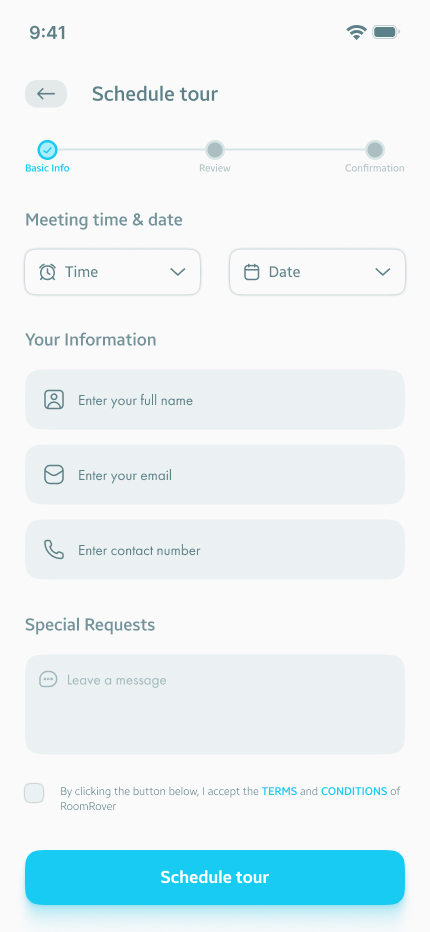 9:41
Schedule tour
Basic Info
Review
Confirmation
Meeting time & date
Time
Date
Your Information
Enter your full name
Enter your email
Enter contact number
Special Requests
Leave a message
By clicking the button below, I accept the TERMS and CONDITIONS of
RoomRover
Schedule tour